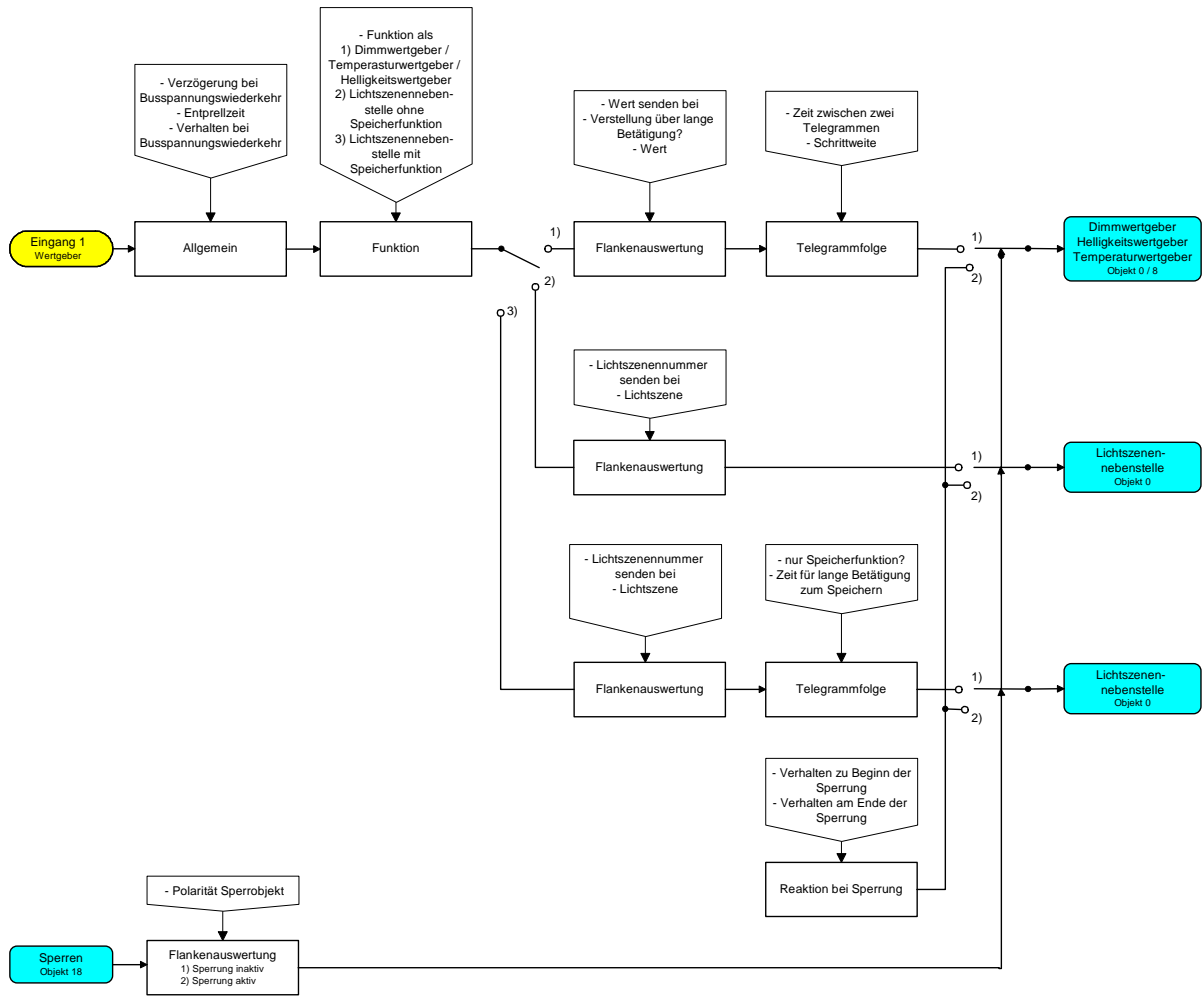 - Funktion als
1) Dimmwertgeber /
Temperasturwertgeber /
Helligkeitswertgeber
2) Lichtszenenneben-
stelle ohne
Speicherfunktion
3) Lichtszenenneben-
stelle mit
Speicherfunktion
- Verzögerung bei
Busspannungswiederkehr
- Entprellzeit
- Verhalten bei
Busspannungswiederkehr
- Wert senden bei
- Verstellung über lange
Betätigung?
- Wert
- Zeit zwischen zwei
Telegrammen
- Schrittweite
Eingang 1
Wertgeber
Allgemein
Funktion
1)
2)
3)
Flankenauswertung
Telegrammfolge
1)
2)
Dimmwertgeber
Helligkeitswertgeber
Temperaturwertgeber
Objekt 0 / 8
- Lichtszenennummer
senden bei
- Lichtszene
Flankenauswertung
1)
2)
Lichtszenen-
nebenstelle
Objekt 0
- Lichtszenennummer
senden bei
- Lichtszene
- nur Speicherfunktion?
- Zeit für lange Betätigung
zum Speichern
Flankenauswertung
Telegrammfolge
1)
2)
Lichtszenen-
nebenstelle
Objekt 0
- Verhalten zu Beginn der
Sperrung
- Verhalten am Ende der
Sperrung
Reaktion bei Sperrung
- Polarität Sperrobjekt
Sperren
Objekt 18
Flankenauswertung
1) Sperrung inaktiv
2) Sperrung aktiv